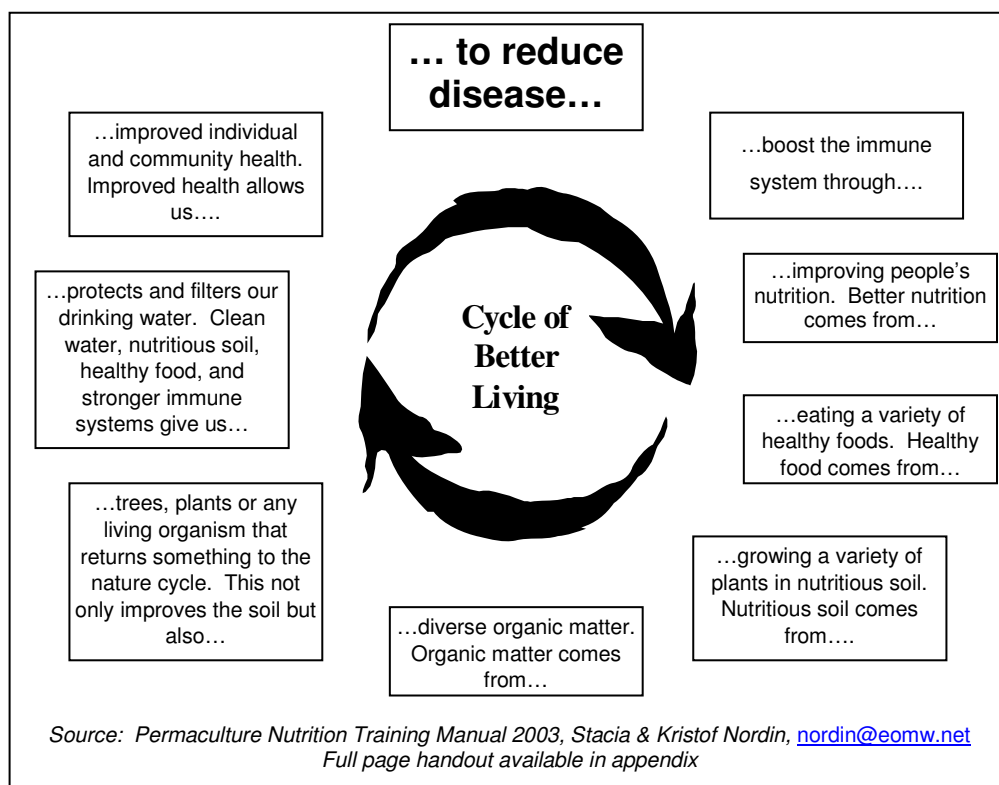 … to reduce
disease…
…boost the immune
system through….
…improving people’s
nutrition.  Better nutrition
comes from…
…eating a variety of
healthy foods.  Healthy
food comes from…
…growing a variety of
plants in nutritious soil.
Nutritious soil comes
from….
…diverse organic matter.
Organic matter comes
from…
…trees, plants or any
living organism that
returns something to the
nature cycle.  This not
only improves the soil but
also…
…protects and filters our
drinking water.  Clean
water, nutritious soil,
healthy food, and
stronger immune
systems give us…
…improved individual
and community health.
Improved health allows
us….
Cycle of
Better
Living
Source:  Permaculture Nutrition Training Manual 2003, Stacia & Kristof Nordin, nordin@eomw.net
Full page handout available in appendix